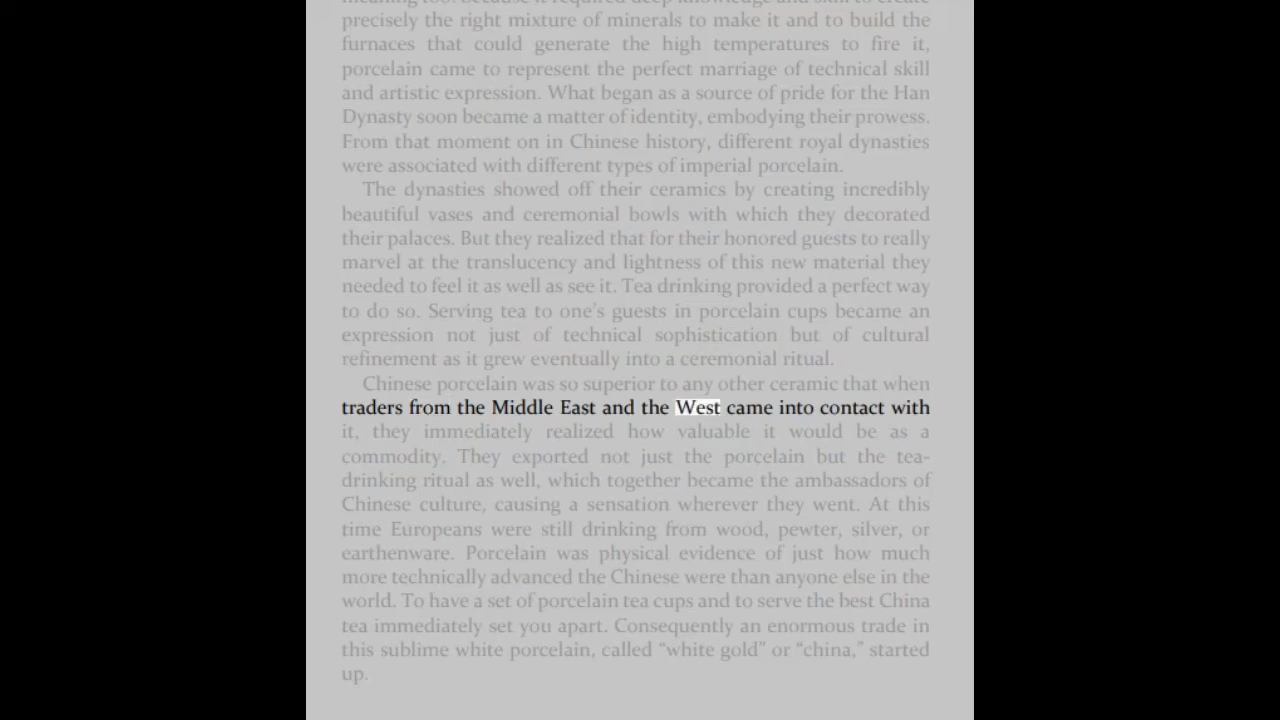 meaning too. Because it required deep knowledge and skill to create
precisely the right mixture of minerals to make it and to build the
furnaces that could generate the high temperatures to fire it,
porcelain came to represent the perfect marriage of technical skill
and artistic expression. What began as a source of pride for the Han
Dynasty soon became a matter of identity, embodying their prowess.
From that moment on in Chinese history, different royal dynasties
were associated with different types of imperial porcelain.
The dynasties showed off their ceramics by creating incredibly
beautiful vases and ceremonial bowls with which they decorated
their palaces. But they realized that for their honored guests to really
marvel at the translucency and lightness of this new material they
needed to feel it as well as see it. Tea drinking provided a perfect way
to do so. Serving tea to one’s guests in porcelain cups became an
expression not just of technical sophistication but of cultural
refinement as it grew eventually into a ceremonial ritual.
Chinese porcelain was so superior to any other ceramic that when
traders from the Middle East and the West came into contact with
it, they immediately realized how valuable it would be as a
commodity. They exported not just the porcelain but the tea-
drinking ritual as well, which together became the ambassadors of
Chinese culture, causing a sensation wherever they went. At this
time Europeans were still drinking from wood, pewter, silver, or
earthenware. Porcelain was physical evidence of just how much
more technically advanced the Chinese were than anyone else in the
world. To have a set of porcelain tea cups and to serve the best China
tea immediately set you apart. Consequently an enormous trade in
this sublime white porcelain, called “white gold” or “china,” started
up.